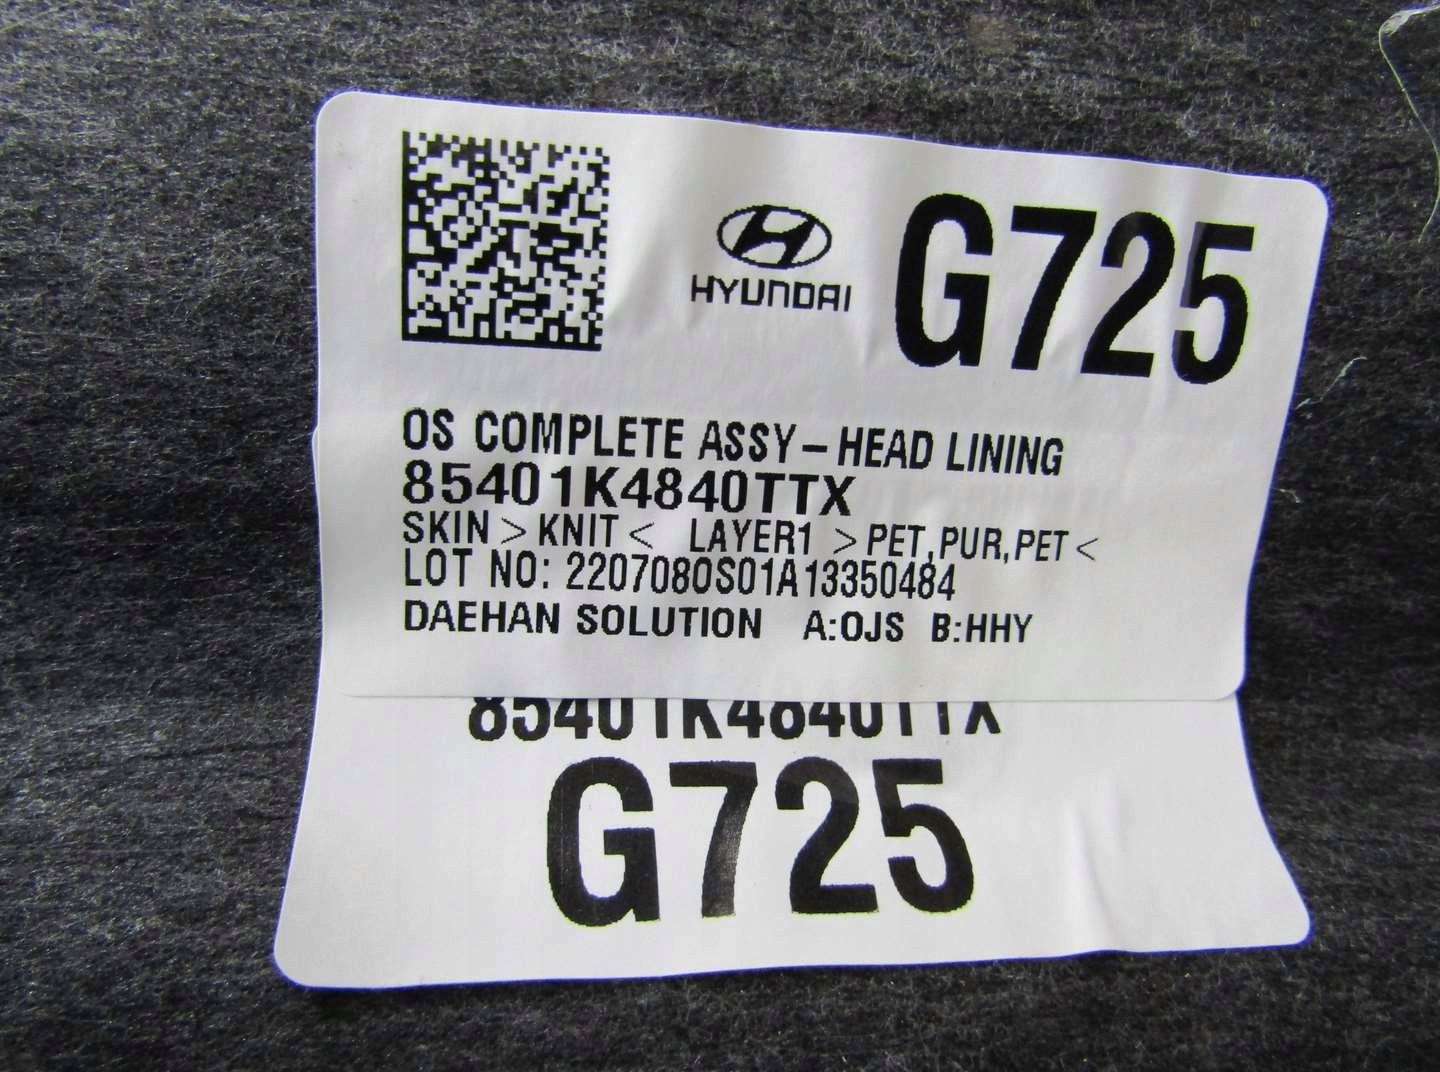 HYUNDAI
G725
OS COMPLETE ASSY-HEAD LINING
85401K4840TTX
SKIN >KNIT< LAYER1 >PET,PUR,PET<
LOT NO: 2207080S01A13350484
DAEHAN SOLUTION A:OJS B:HHY
85401K4840TTX
G725